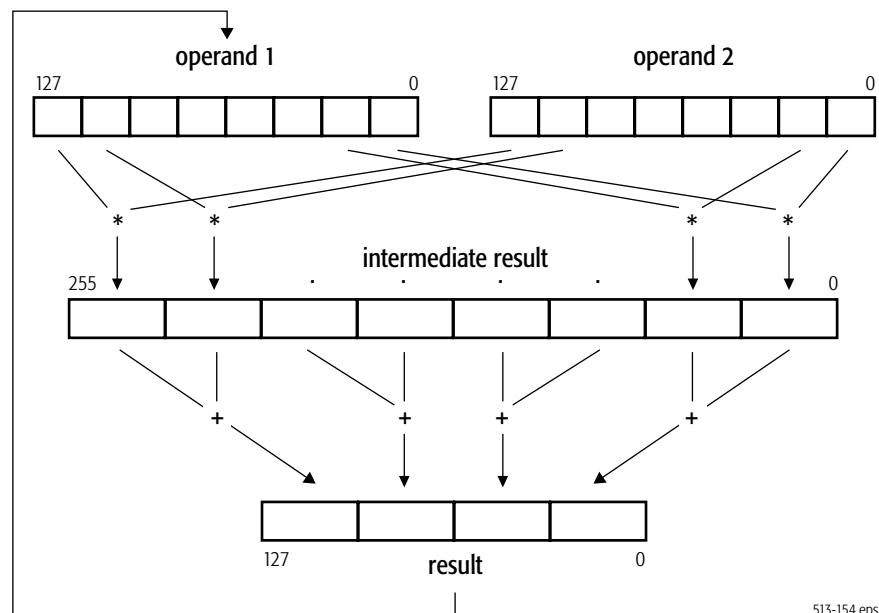 operand 1 operand 2
127 0 127 0
* * * *
intermediate result
255 . . . . 0
+ + + +
127 result 0
513-154.eps